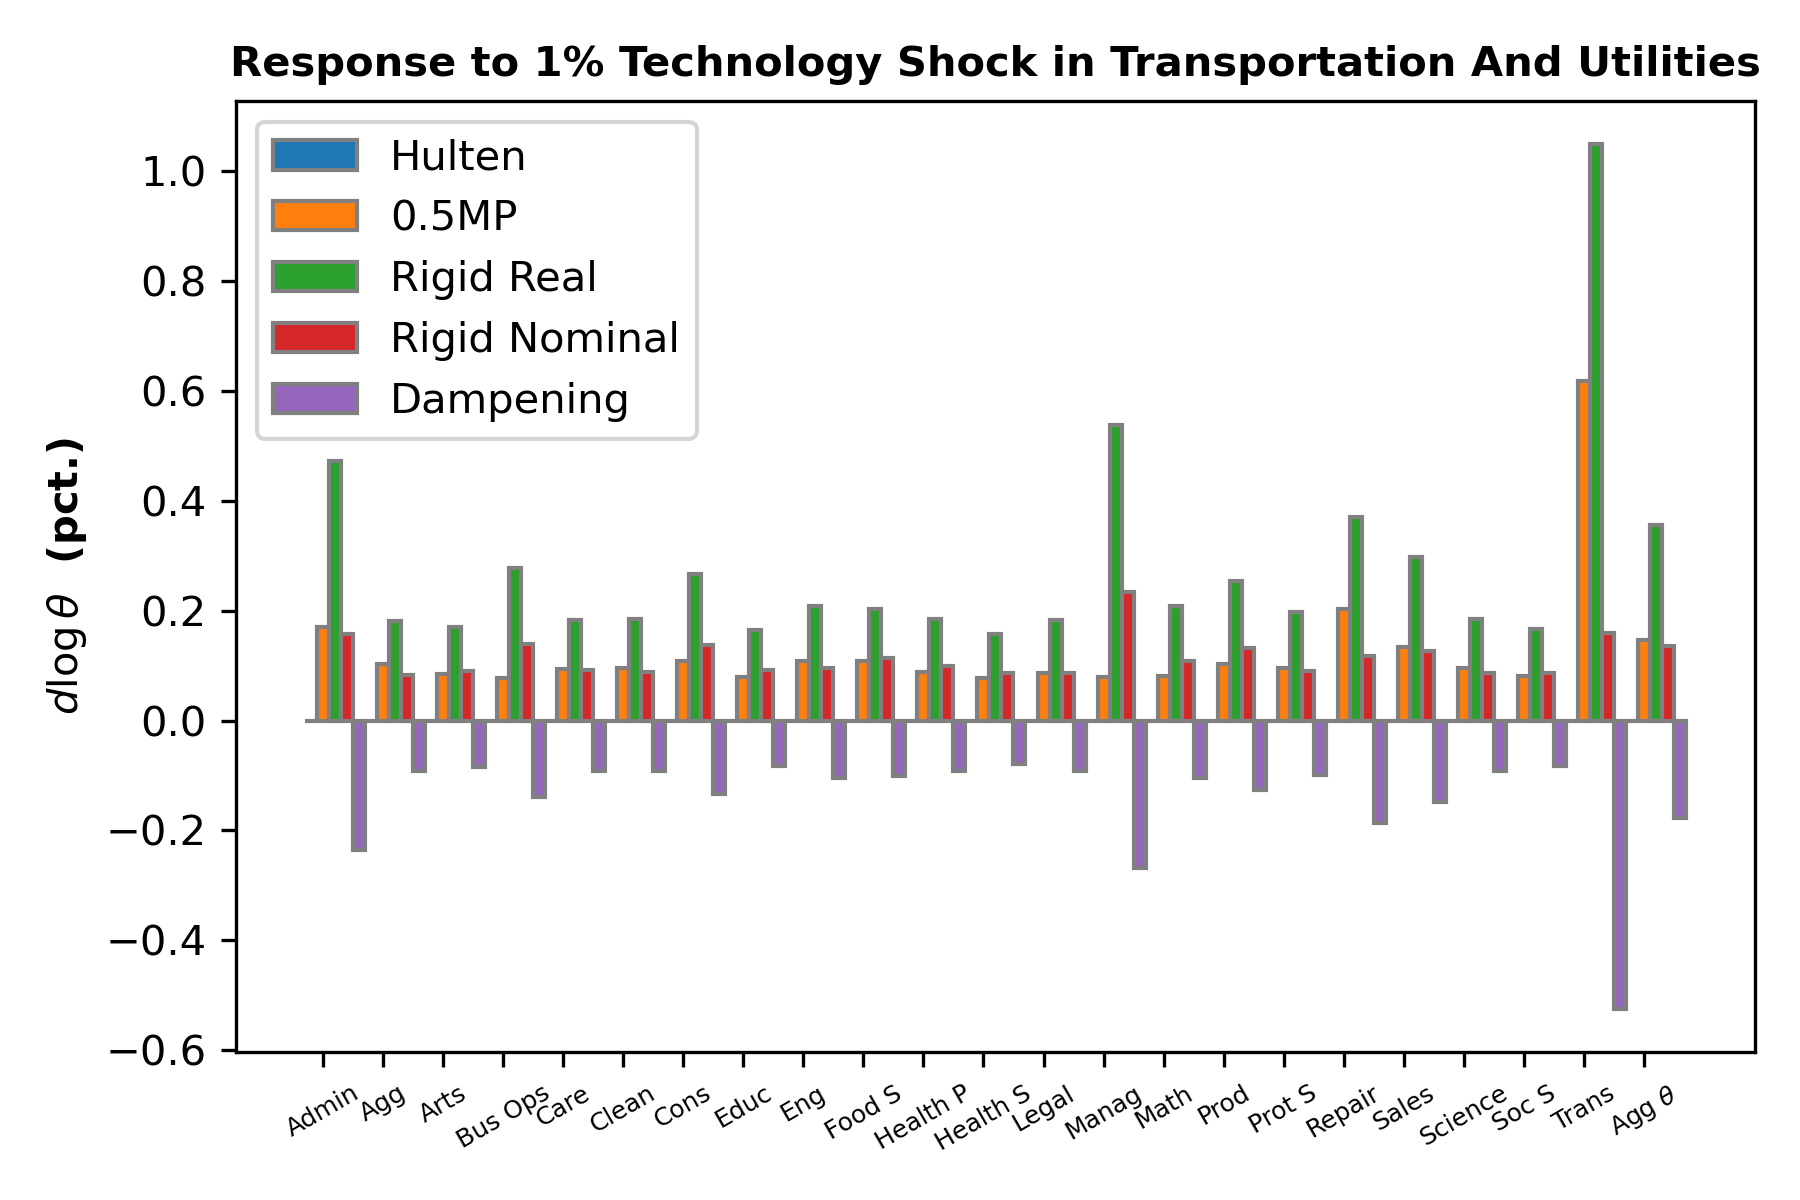 Response to 1% Technology Shock in Transportation And Utilities
Hulten
0.5MP
Rigid Real
Rigid Nominal
Dampening
1.0
0.8
0.6
0.4
0.2
0.0
−0.2
−0.4
−0.6
dlog θ (pct.)
Admin
Agg
Arts
Bus Ops
Care
Clean
Cons
Educ
Eng
Food S
Health P
Health S
Legal
Manag
Math
Prod
Prot S
Repair
Sales
Science
Soc S
Trans
Agg θ